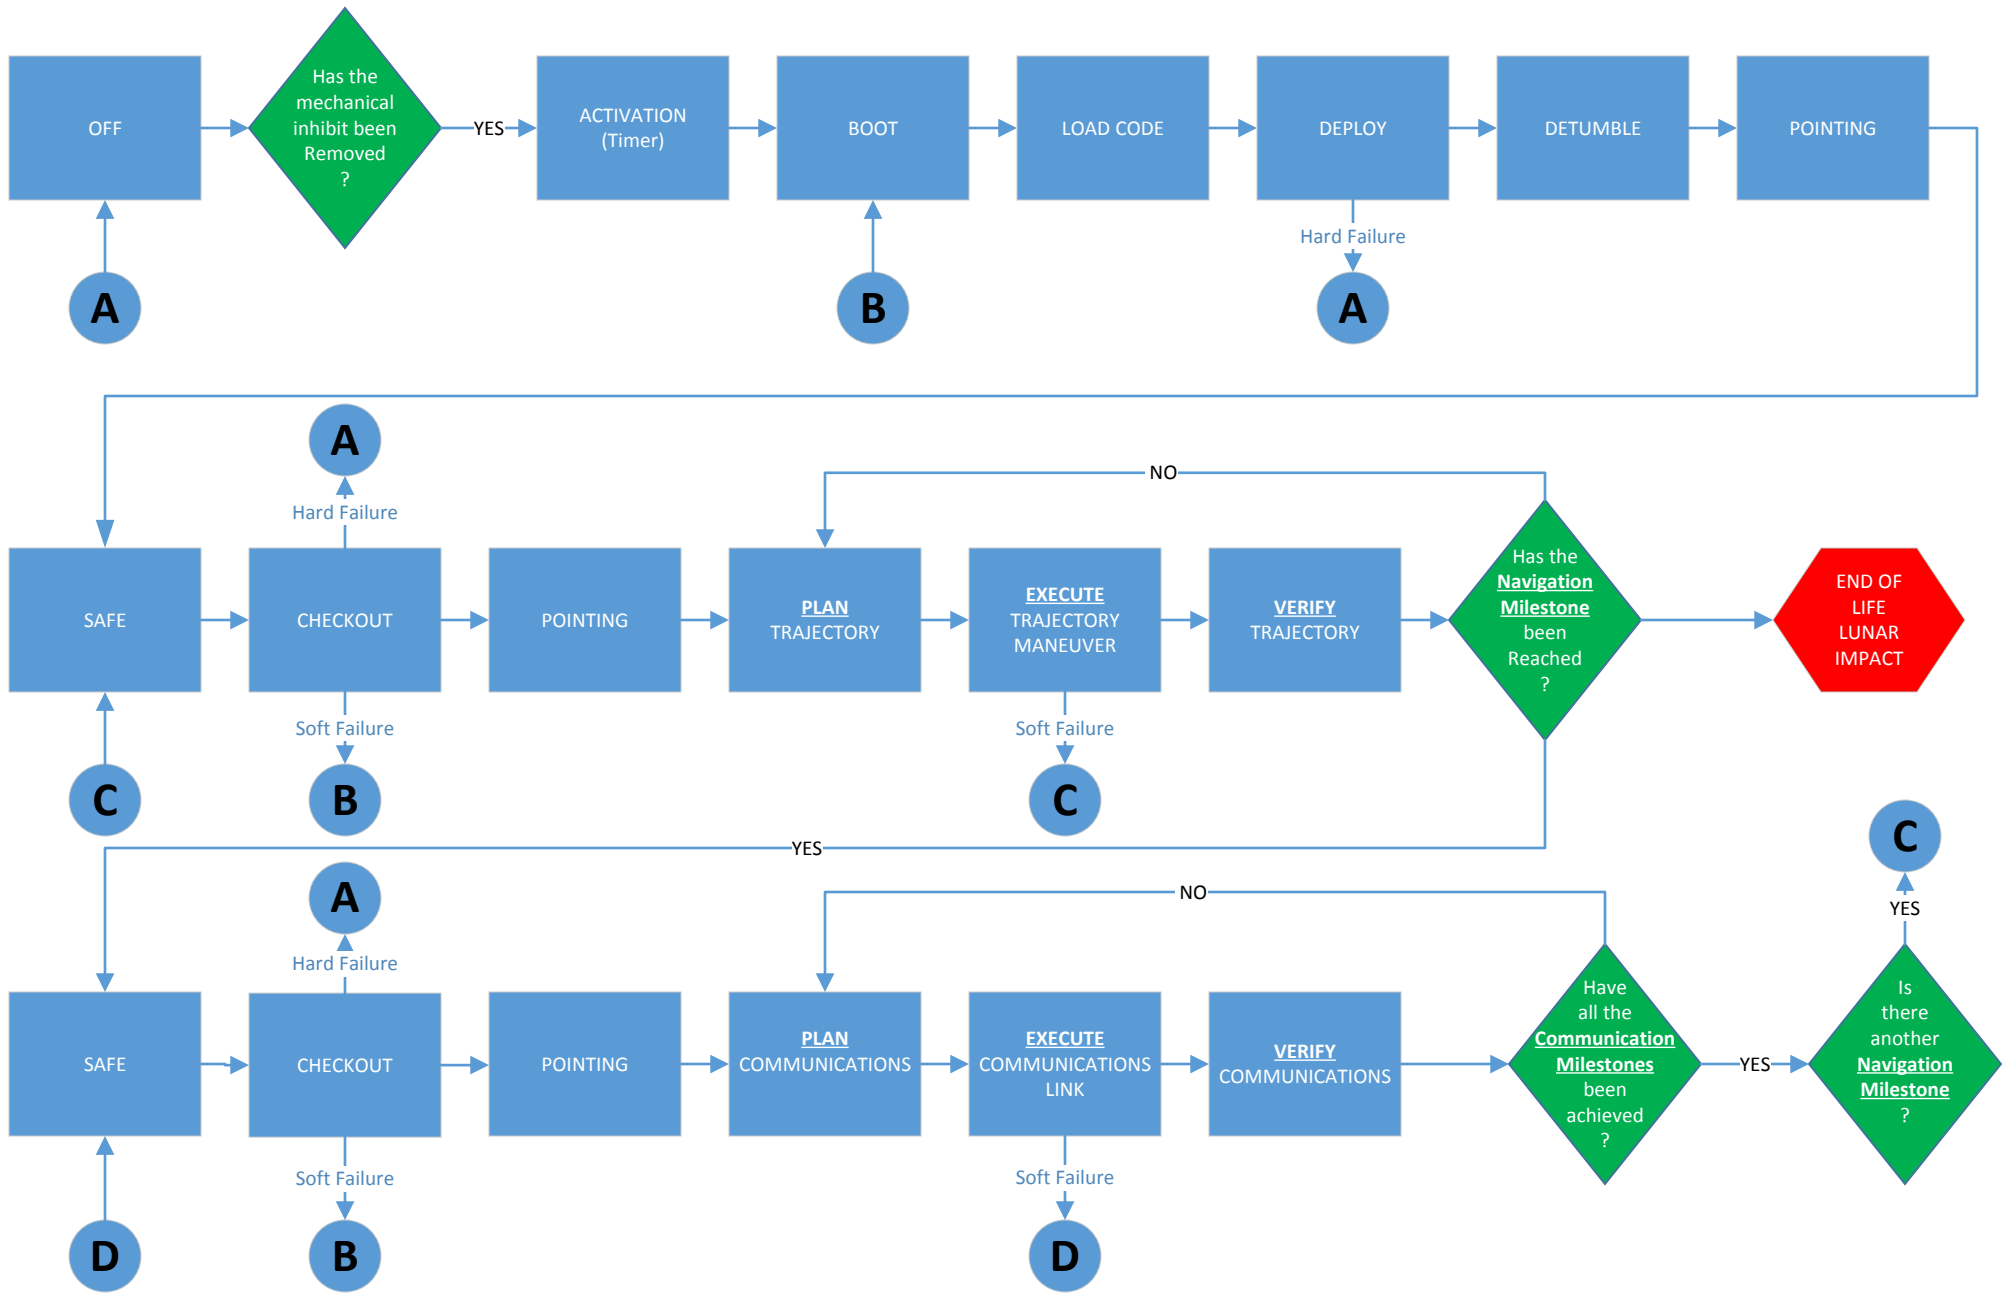 OFF
Has the
mechanical
inhibit been
Removed
?
YES
ACTIVATION
(Timer)
BOOT
LOAD CODE
DEPLOY
DETUMBLE
POINTING
Hard Failure
A
B
A
A
Hard Failure
NO
SAFE
CHECKOUT
POINTING
PLAN
TRAJECTORY
EXECUTE
TRAJECTORY
MANEUVER
VERIFY
TRAJECTORY
Has the
Navigation
Milestone
been
Reached
?
END OF
LIFE
LUNAR
IMPACT
Soft Failure
Soft Failure
C
B
C
C
YES
A
Hard Failure
NO
YES
SAFE
CHECKOUT
POINTING
PLAN
COMMUNICATIONS
EXECUTE
COMMUNICATIONS
LINK
VERIFY
COMMUNICATIONS
Have
all the
Communication
Milestones
been
achieved
?
YES
Is
there
another
Navigation
Milestone
?
Soft Failure
Soft Failure
D
B
D